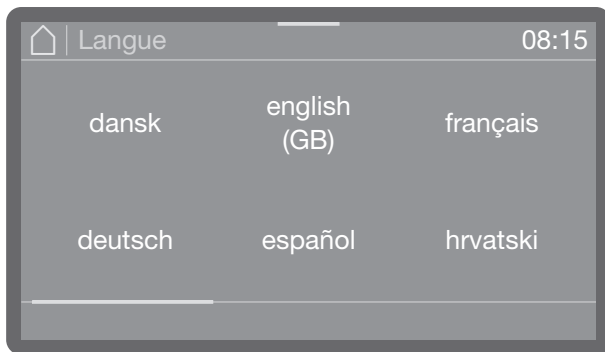 Langue 08:15
dansk english (GB) français
deutsch español hrvatski